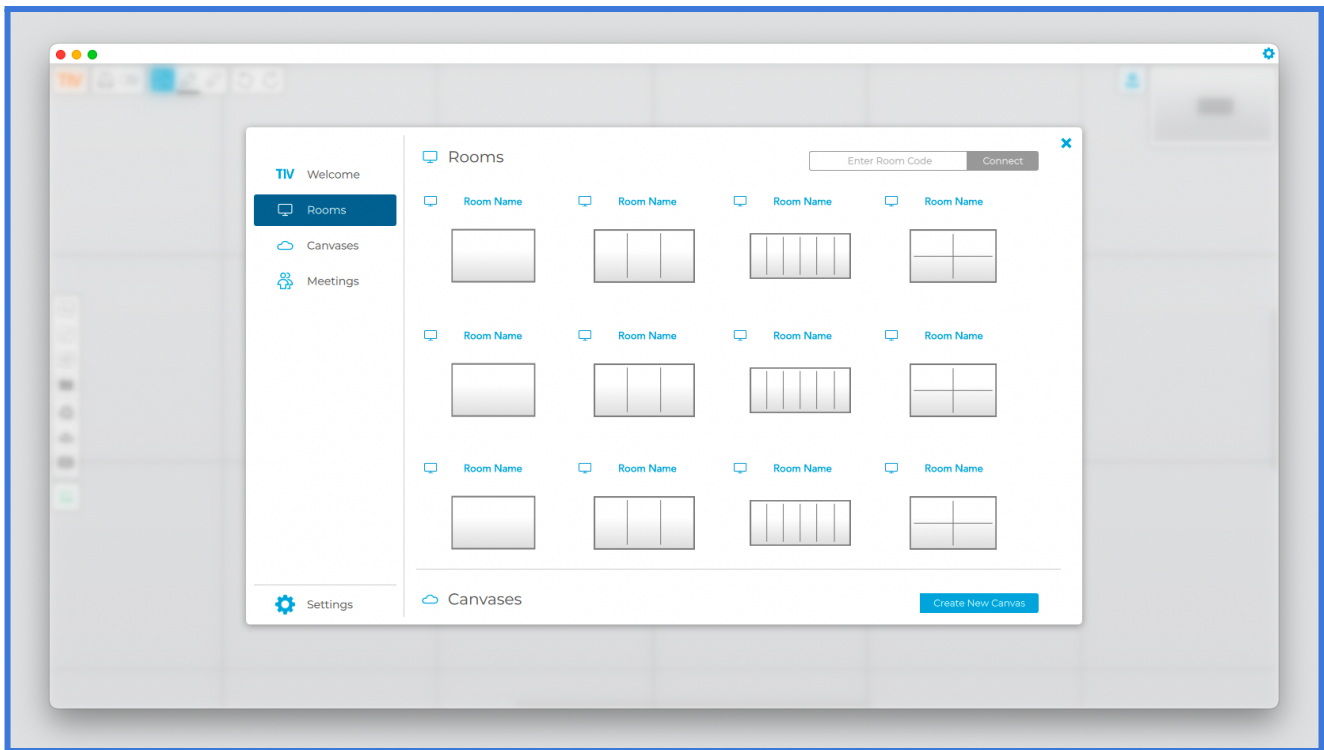 TIV
TIV Welcome
Rooms
Canvases
Meetings
Settings
Rooms
Enter Room Code Connect
Room Name Room Name Room Name Room Name
Room Name Room Name Room Name Room Name
Room Name Room Name Room Name Room Name
Canvases
Create New Canvas